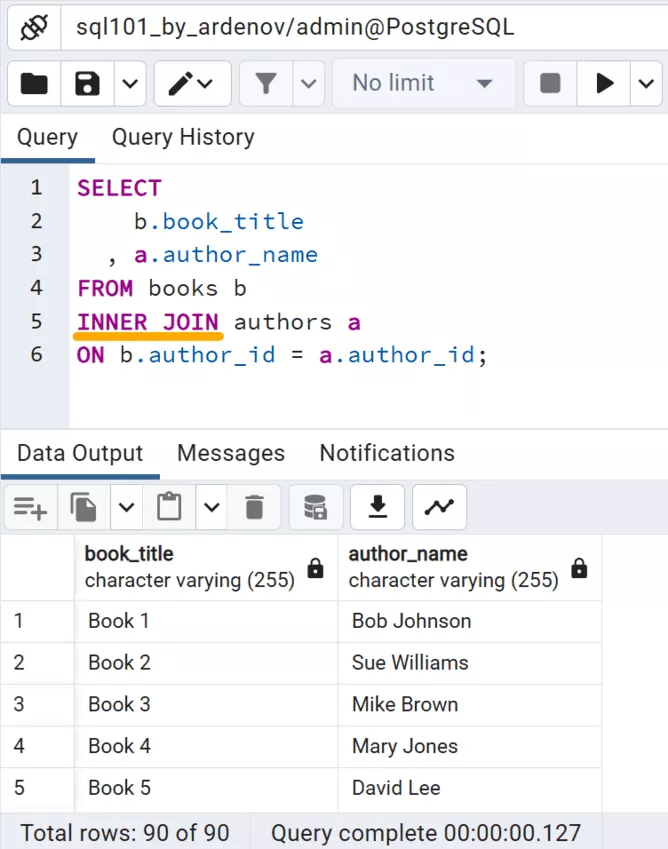 sql101_by_ardenov/admin@PostgreSQL
No limit
Query Query History
1 SELECT
2 b.book_title
3 , a.author_name
4 FROM books b
5 INNER JOIN authors a
6 ON b.author_id = a.author_id;
Data Output Messages Notifications
book_title author_name
character varying (255) character varying (255)
1 Book 1 Bob Johnson
2 Book 2 Sue Williams
3 Book 3 Mike Brown
4 Book 4 Mary Jones
5 Book 5 David Lee
Total rows: 90 of 90 Query complete 00:00:00.127